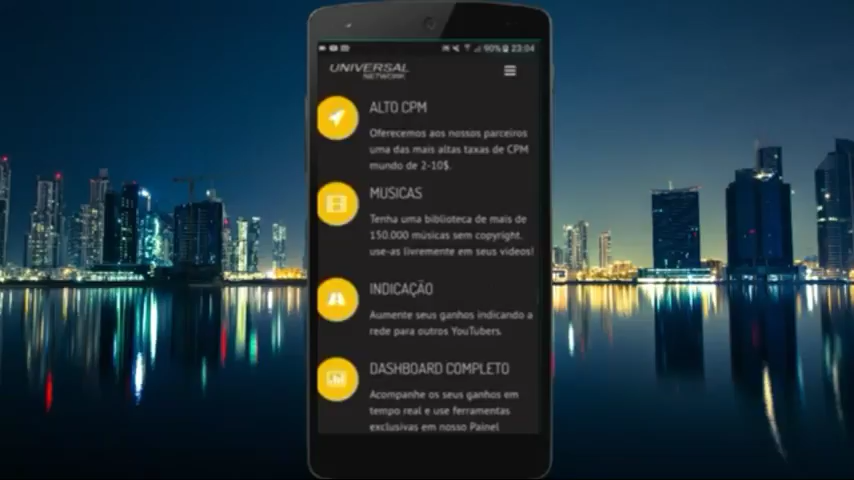 90% 23:04
UNIVERSAL
NETWORK
ALTO CPM
Oferecemos aos nossos parceiros
uma das mais altas taxas de CPM
mundo de 2-10$.
MUSICAS
Tenha uma biblioteca de mais de
150.000 músicas sem copyright.
use-as livremente em seus videos!
INDICAÇÃO
Aumente seus ganhos indicando a
rede para outros YouTubers.
DASHBOARD COMPLETO
Acompanhe os seus ganhos em
tempo real e use ferramentas
exclusivas em nosso Painel